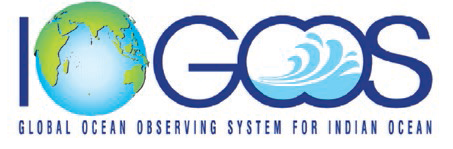 IOGOOS
GLOBAL OCEAN OBSERVING SYSTEM FOR INDIAN OCEAN